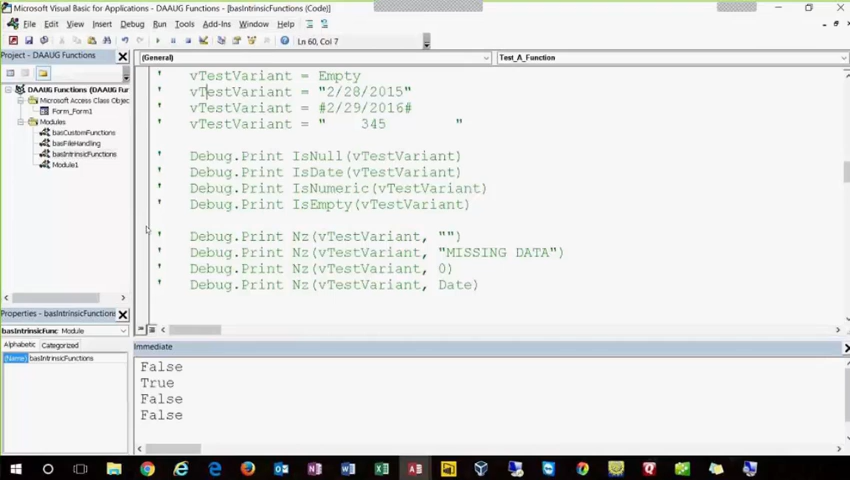 Microsoft Visual Basic for Applications - DAAUG Functions - [basIntrinsicFunctions (Code)]
File Edit View Insert Debug Run Tools Add-Ins Window Help
Ln 60, Col 7
Project - DAAUG Functions
(General)
Test_A_Function
DAAUG Functions (DAAUG Fun
Microsoft Access Class Objec
Form_Form1
Modules
basCustomFunctions
basFileHandling
basIntrinsicFunctions
Module1
' vTestVariant = Empty
' vTestVariant = "2/28/2015"
' vTestVariant = #2/29/2016#
' vTestVariant = " 345 "
' Debug.Print IsNull(vTestVariant)
' Debug.Print IsDate(vTestVariant)
' Debug.Print IsNumeric(vTestVariant)
' Debug.Print IsEmpty(vTestVariant)
' Debug.Print Nz(vTestVariant, "")
' Debug.Print Nz(vTestVariant, "MISSING DATA")
' Debug.Print Nz(vTestVariant, 0)
' Debug.Print Nz(vTestVariant, Date)
Properties - basIntrinsicFunctions
basIntrinsicFunc Module
Alphabetic Categorized
(Name) basIntrinsicFunctions
Immediate
False
True
False
False